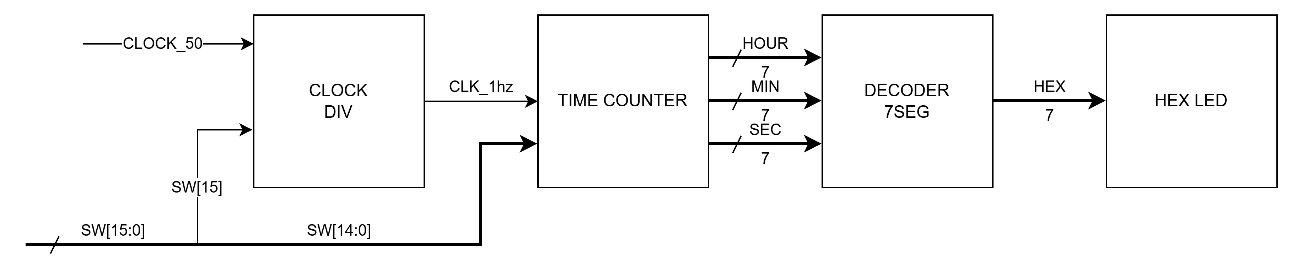 CLOCK_50
CLOCK
DIV
SW[15]
SW[15:0]
SW[14:0]
CLK_1hz
TIME COUNTER
HOUR
7
MIN
7
SEC
7
DECODER
7SEG
HEX
7
HEX LED